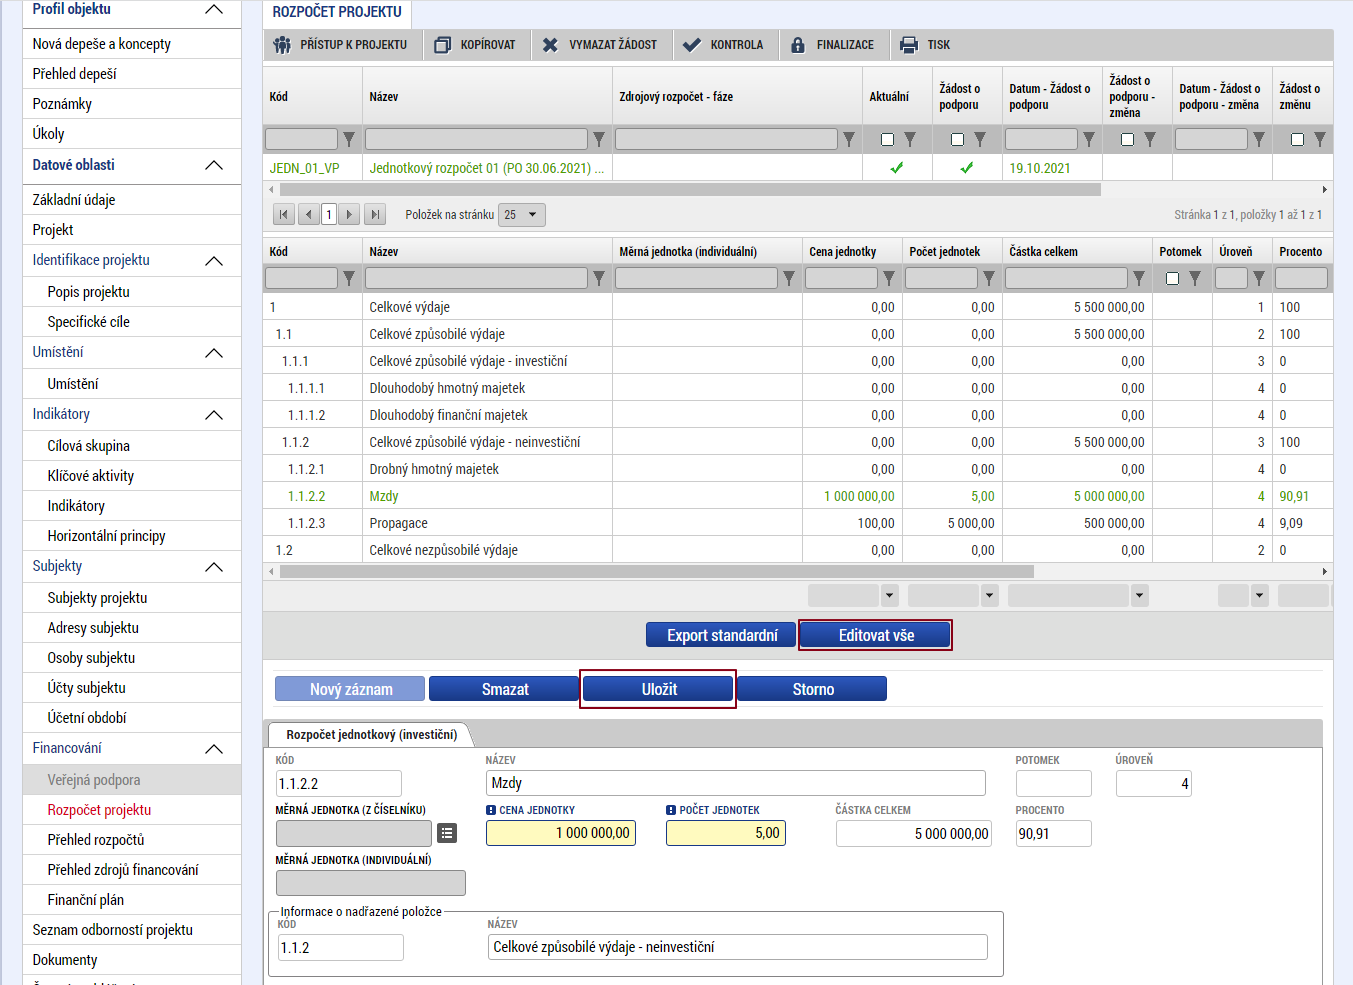 Profil objektu
Nová depeše a koncepty
Přehled depeší
Poznámky
Úkoly
Datové oblasti
Základní údaje
Projekt
Identifikace projektu
Popis projektu
Specifické cíle
Umístění
Umístění
Indikátory
Cílová skupina
Klíčové aktivity
Indikátory
Horizontální principy
Subjekty
Subjekty projektu
Adresy subjektu
Osoby subjektu
Účty subjektu
Účetní období
Financování
Veřejná podpora
Rozpočet projektu
Přehled rozpočtů
Přehled zdrojů financování
Finanční plán
Seznam odborností projektu
Dokumenty
ROZPOČET PROJEKTU
PŘÍSTUP K PROJEKTU KOPÍROVAT VYMAZAT ŽÁDOST KONTROLA FINALIZACE TISK
Kód Název Zdrojový rozpočet - fáze Aktuální Žádost o podporu Datum - Žádost o podporu Žádost o podporu - změna Datum - Žádost o podporu - změna Žádost o změnu
JEDN_01_VP Jednotkový rozpočet 01 (PO 30.06.2021) ... 19.10.2021
1 Položek na stránku 25 Stránka 1 z 1, položky 1 až 1 z 1
Kód Název Měrná jednotka (individuální) Cena jednotky Počet jednotek Částka celkem Potomek Úroveň Procento
1 Celkové výdaje 0,00 0,00 5 500 000,00 1 100
1.1 Celkové způsobilé výdaje 0,00 0,00 5 500 000,00 2 100
1.1.1 Celkové způsobilé výdaje - investiční 0,00 0,00 0,00 3 0
1.1.1.1 Dlouhodobý hmotný majetek 0,00 0,00 0,00 4 0
1.1.1.2 Dlouhodobý finanční majetek 0,00 0,00 0,00 4 0
1.1.2 Celkové způsobilé výdaje - neinvestiční 0,00 0,00 5 500 000,00 3 100
1.1.2.1 Drobný hmotný majetek 0,00 0,00 0,00 4 0
1.1.2.2 Mzdy 1 000 000,00 5,00 5 000 000,00 4 90,91
1.1.2.3 Propagace 100,00 5 000,00 500 000,00 4 9,09
1.2 Celkové nezpůsobilé výdaje 0,00 0,00 0,00 2 0
Export standardní Editovat vše
Nový záznam Smazat Uložit Storno
Rozpočet jednotkový (investiční)
KÓD NÁZEV POTOMEK ÚROVEŇ
1.1.2.2 Mzdy 4
MĚRNÁ JEDNOTKA (Z ČÍSELNÍKU) CENA JEDNOTKY POČET JEDNOTEK ČÁSTKA CELKEM PROCENTO
1 000 000,00 5,00 5 000 000,00 90,91
MĚRNÁ JEDNOTKA (INDIVIDUÁLNÍ)
Informace o nadřazené položce
KÓD NÁZEV
1.1.2 Celkové způsobilé výdaje - neinvestiční